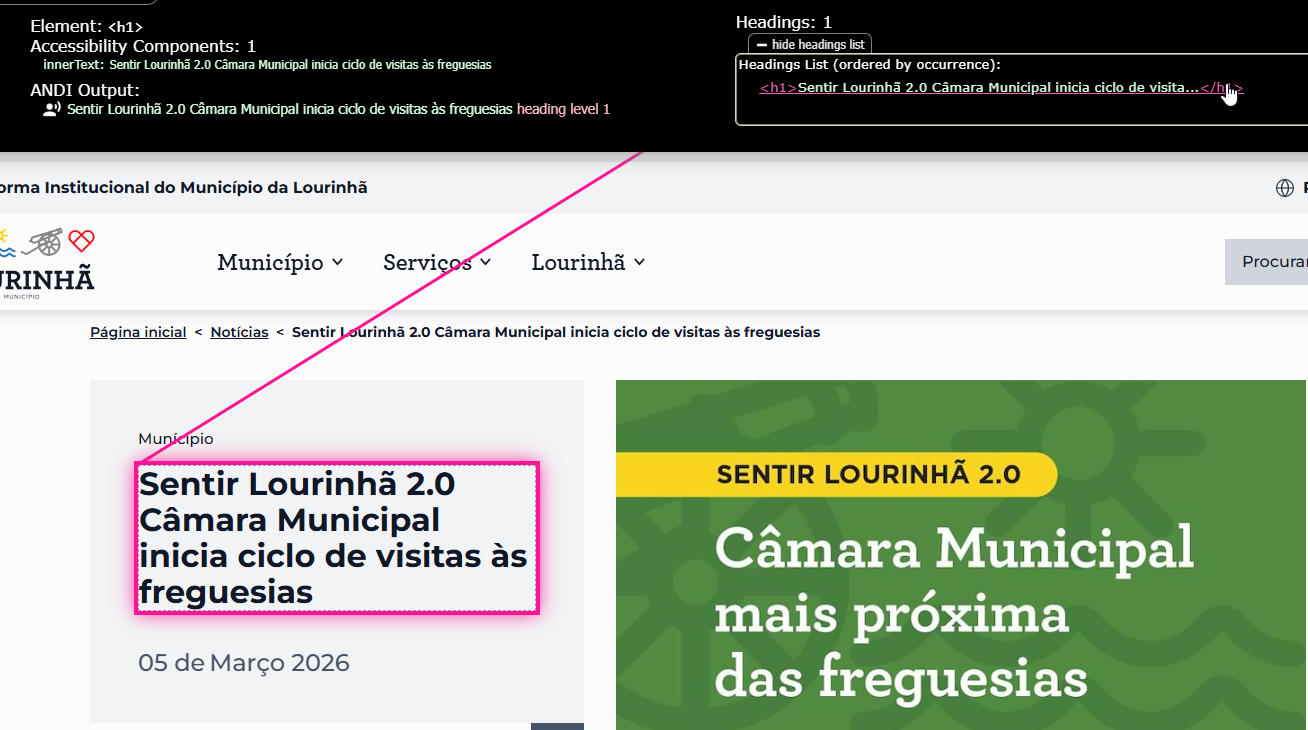 Element: <h1>
Accessibility Components: 1
innerText: Sentir Lourinhã 2.0 Câmara Municipal inicia ciclo de visitas às freguesias
ANDI Output:
Sentir Lourinhã 2.0 Câmara Municipal inicia ciclo de visitas às freguesias heading level 1
Headings: 1
hide headings list
Headings List (ordered by occurrence):
<h1>Sentir Lourinhã 2.0 Câmara Municipal inicia ciclo de visita...</h1>
orma Institucional do Município da Lourinhã
URINHÃ
MUNICÍPIO
Município
Serviços
Lourinhã
Procurar
Página inicial < Notícias < Sentir Lourinhã 2.0 Câmara Municipal inicia ciclo de visitas às freguesias
Município
Sentir Lourinhã 2.0
Câmara Municipal
inicia ciclo de visitas às
freguesias
05 de Março 2026
SENTIR LOURINHÃ 2.0
Câmara Municipal
mais próxima
das freguesias